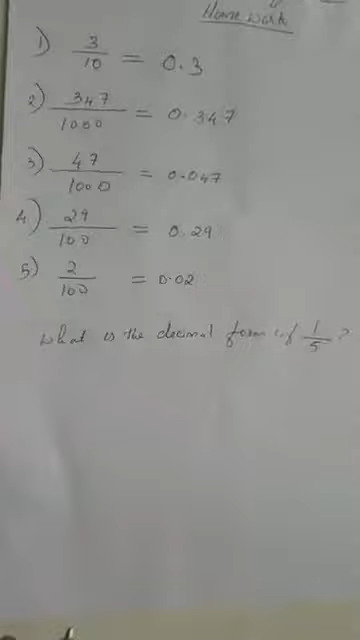 Home work
1) 3/10 = 0.3
2) 347/1000 = 0.347
3) 47/1000 = 0.047
4) 29/100 = 0.29
5) 2/100 = 0.02
What is the decimal form of 1/5?